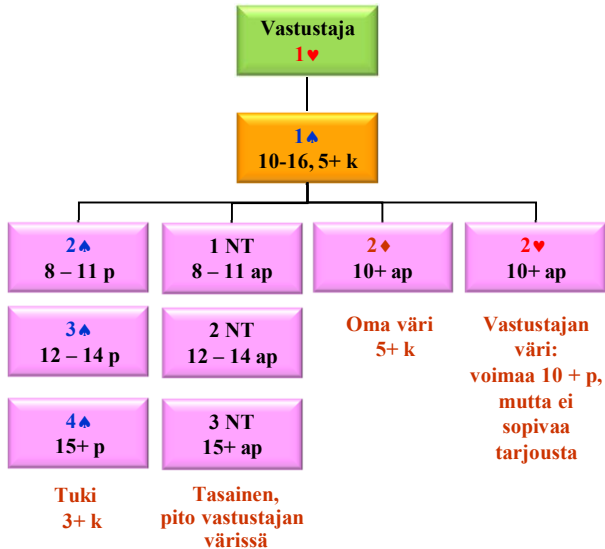 Vastustaja
1♥
1♠
10-16, 5+ k
2♠
8 – 11 p
1 NT
8 – 11 ap
2♦
10+ ap
2♥
10+ ap
3♠
12 – 14 p
2 NT
12 – 14 ap
Oma väri
5+ k
Vastustajan
väri:
voimaa 10 + p,
mutta ei
sopivaa
tarjousta
4♠
15+ p
3 NT
15+ ap
Tuki
3+ k
Tasainen,
pito vastustajan
värissä